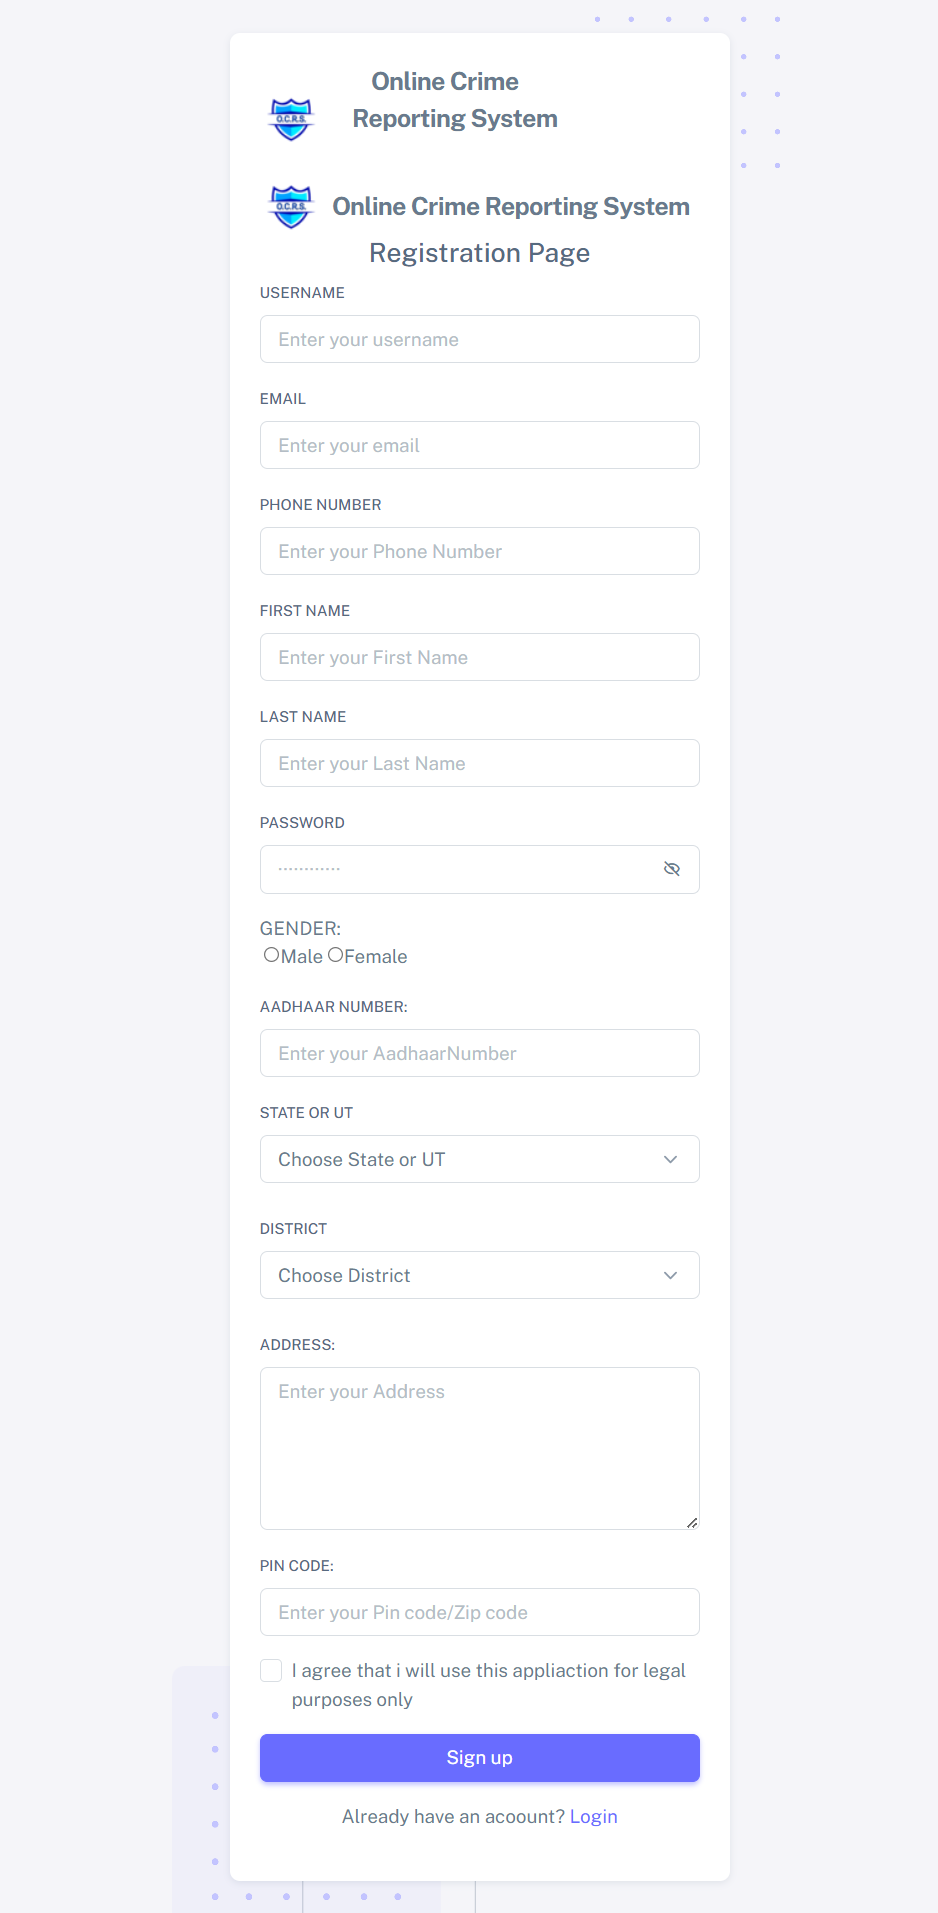 Online Crime
Reporting System
O.C.R.S.
O.C.R.S.
Online Crime Reporting System
Registration Page
USERNAME
Enter your username
EMAIL
Enter your email
PHONE NUMBER
Enter your Phone Number
FIRST NAME
Enter your First Name
LAST NAME
Enter your Last Name
PASSWORD
············
GENDER:
Male Female
AADHAAR NUMBER:
Enter your AadhaarNumber
STATE OR UT
Choose State or UT
DISTRICT
Choose District
ADDRESS:
Enter your Address
PIN CODE:
Enter your Pin code/Zip code
I agree that i will use this appliaction for legal
purposes only
Sign up
Already have an acoount? Login